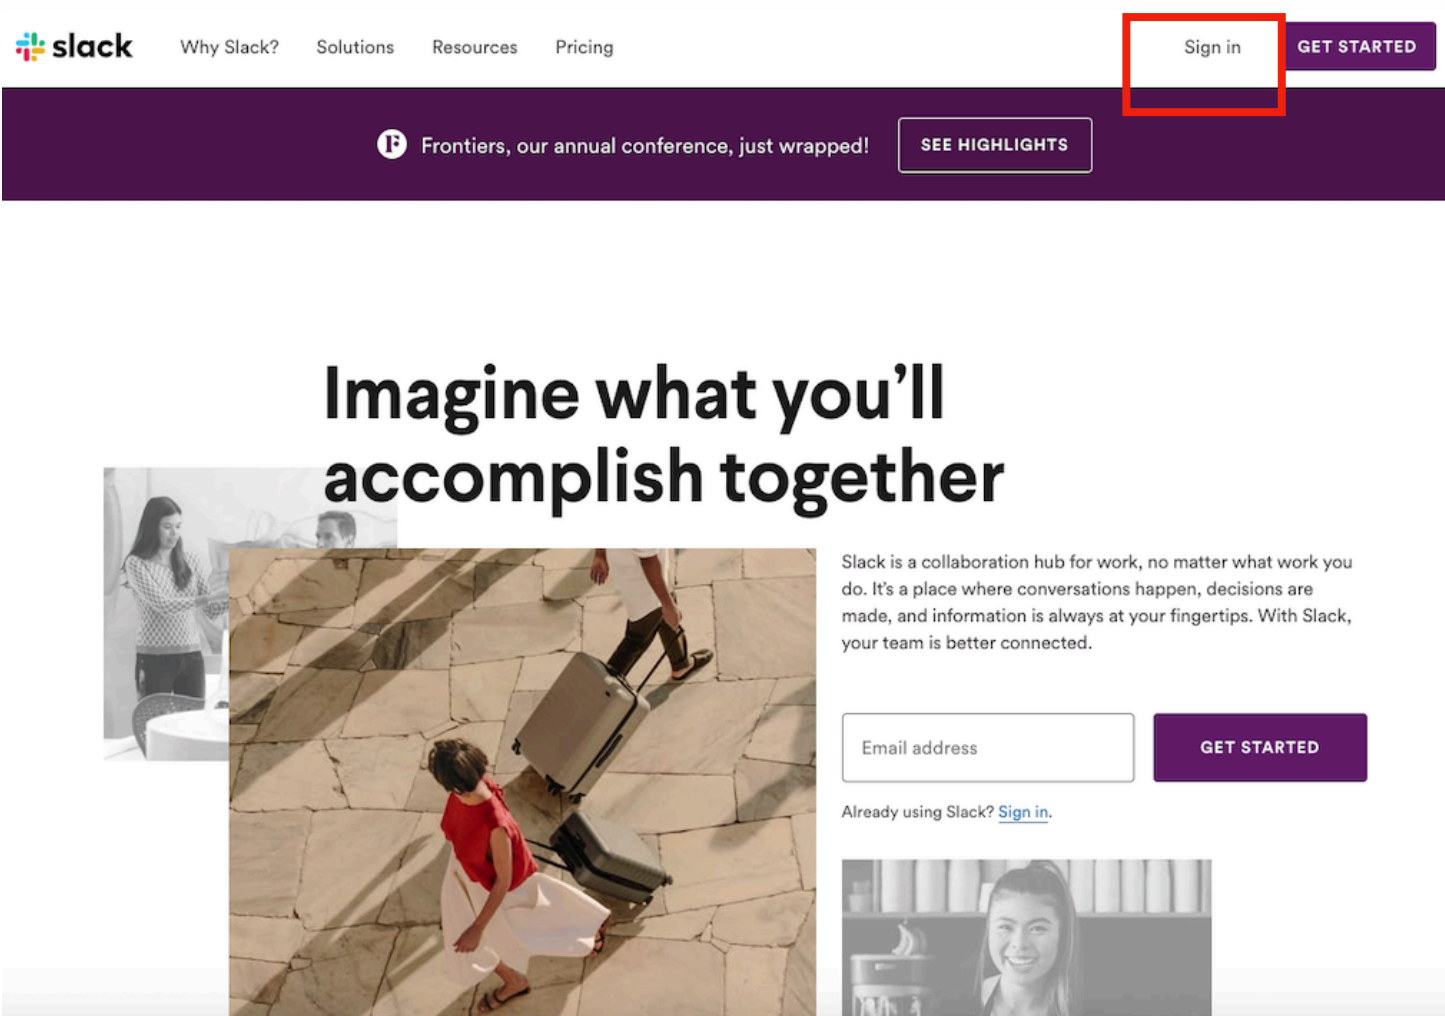 slack
Why Slack?
Solutions
Resources
Pricing
Sign in
GET STARTED
F
Frontiers, our annual conference, just wrapped!
SEE HIGHLIGHTS
Imagine what you’ll
accomplish together
Slack is a collaboration hub for work, no matter what work you
do. It’s a place where conversations happen, decisions are
made, and information is always at your fingertips. With Slack,
your team is better connected.
Email address
GET STARTED
Already using Slack? Sign in.